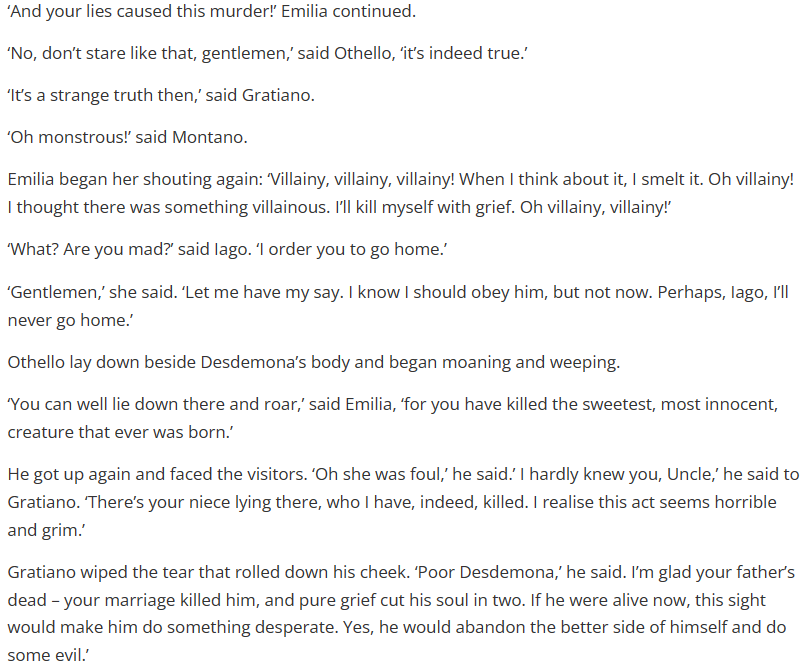 ‘And your lies caused this murder!’ Emilia continued.
‘No, don’t stare like that, gentlemen,’ said Othello, ‘it’s indeed true.’
‘It’s a strange truth then,’ said Gratiano.
‘Oh monstrous!’ said Montano.
Emilia began her shouting again: ‘Villainy, villainy, villainy! When I think about it, I smelt it. Oh villainy!
I thought there was something villainous. I’ll kill myself with grief. Oh villainy, villainy!’
‘What? Are you mad?’ said Iago. ‘I order you to go home.’
‘Gentlemen,’ she said. ‘Let me have my say. I know I should obey him, but not now. Perhaps, Iago, I’ll
never go home.’
Othello lay down beside Desdemona’s body and began moaning and weeping.
‘You can well lie down there and roar,’ said Emilia, ‘for you have killed the sweetest, most innocent,
creature that ever was born.’
He got up again and faced the visitors. ‘Oh she was foul,’ he said.’ I hardly knew you, Uncle,’ he said to
Gratiano. ‘There’s your niece lying there, who I have, indeed, killed. I realise this act seems horrible
and grim.’
Gratiano wiped the tear that rolled down his cheek. ‘Poor Desdemona,’ he said. I’m glad your father’s
dead – your marriage killed him, and pure grief cut his soul in two. If he were alive now, this sight
would make him do something desperate. Yes, he would abandon the better side of himself and do
some evil.’